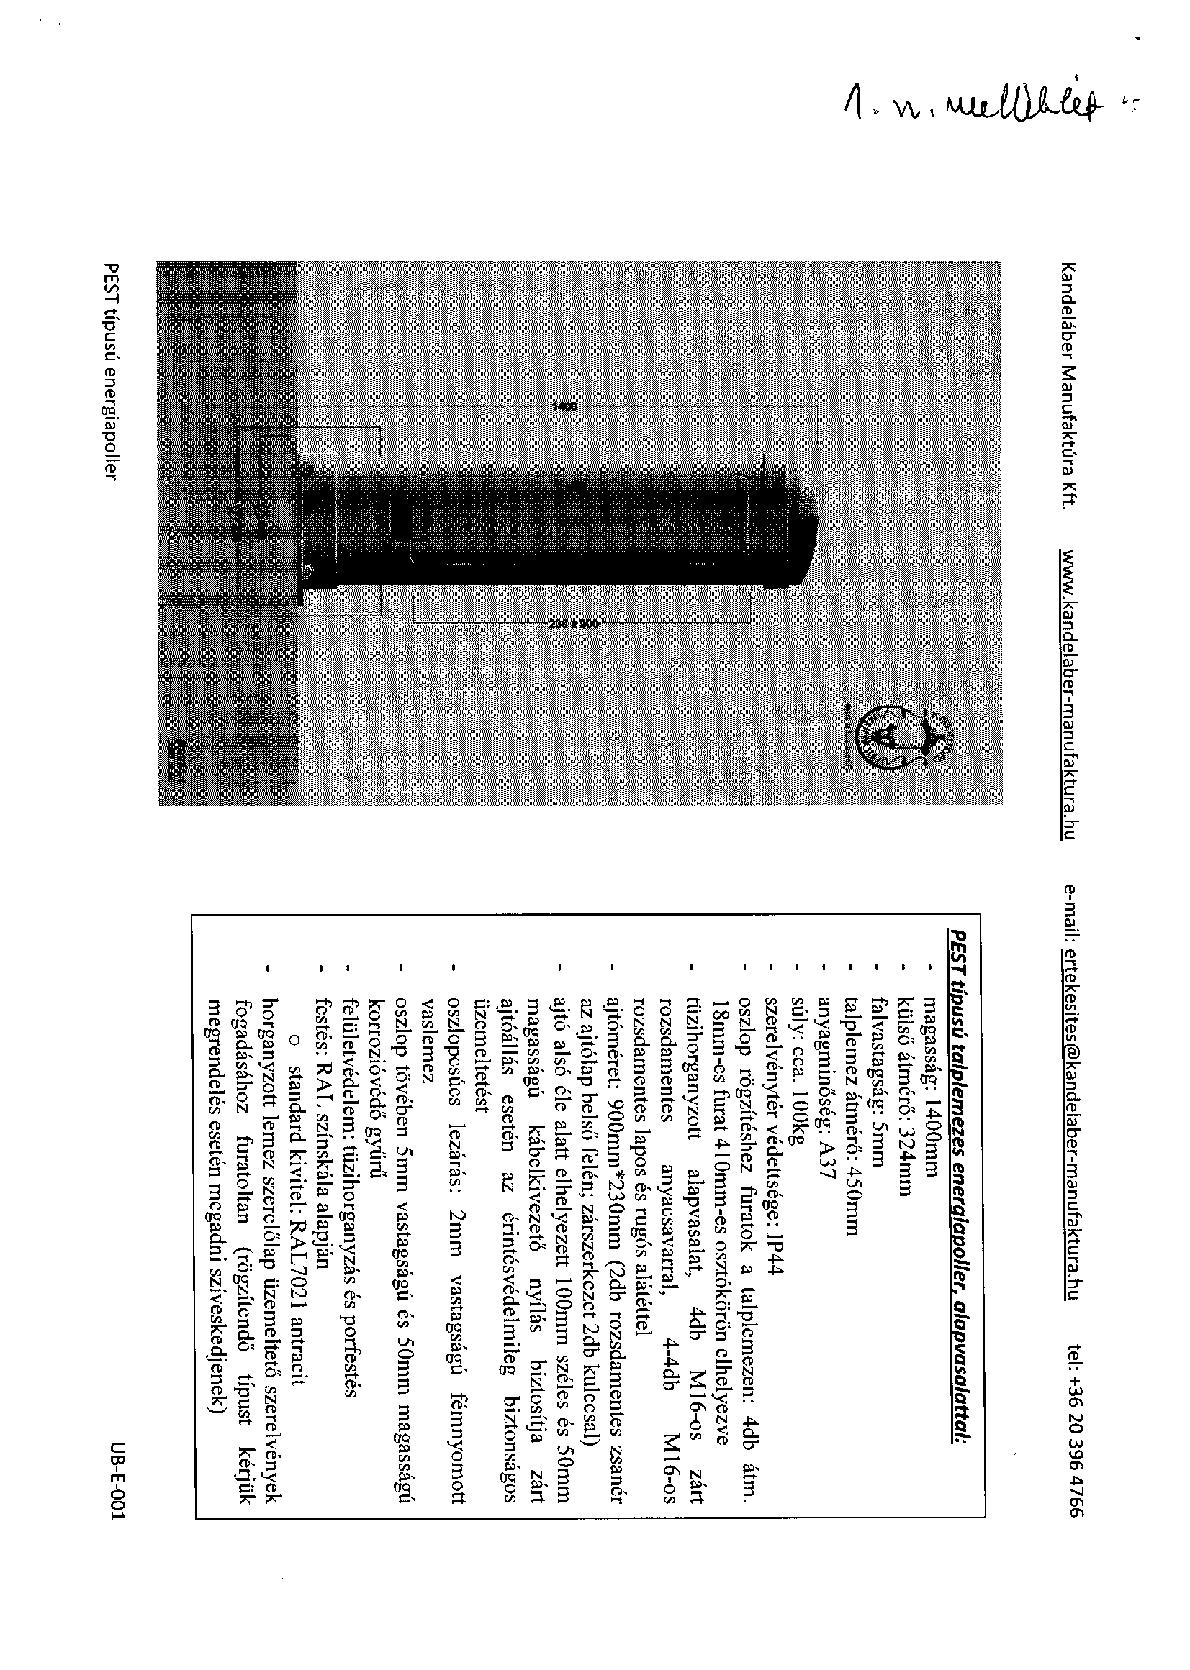 1. n. melléklet
Kandeláber Manufaktúra Kft. www.kandelaber-manufaktura.hu e-mail: ertekesites@kandelaber-manufaktura.hu tel: +36 20 396 4766
1400
230 x 900
PEST típusú talplemezes energiapoller, alapvasalattal:
- magasság: 1400mm
- külső átmérő: 324mm
- falvastagság: 5mm
- talplemez átmérő: 450mm
- anyagminőség: A37
- súly: cca. 100kg
- szerelvénytér védettsége: IP44
- oszlop rögzítéshez furatok a talplemezen: 4db átm.
18mm-es furat 410mm-es osztókörön elhelyezve
- tűzihorganyzott alapvasalat, 4db M16-os zárt
rozsdamentes anyacsavarral, 4-4db M16-os
rozsdamentes lapos és rugós alátéttel
- ajtóméret: 900mm*230mm (2db rozsdamentes zsanér
az ajtólap belső felén; zárszerkezet 2db kulccsal)
- ajtó alsó éle alatt elhelyezett 100mm széles és 50mm
magasságú kábelkivezető nyílás biztosítja zárt
ajtóállás esetén az érintésvédelmileg biztonságos
üzemeltetést
- oszlopcsúcs lezárás: 2mm vastagságú fémnyomott
vaslemez
- oszlop tövében 5mm vastagságú és 50mm magasságú
korrozióvédő gyűrű
- felületvédelem: tűzihorganyzás és porfestés
- festés: RAL színskála alapján
o standard kivitel: RAL7021 antracit
- horganyzott lemez szerelőlap üzemeltető szerelvények
fogadásához furatoltan (rögzítendő típust kérjük
megrendelés esetén megadni szíveskedjenek)
PEST típusú energiapoller UB-E-001